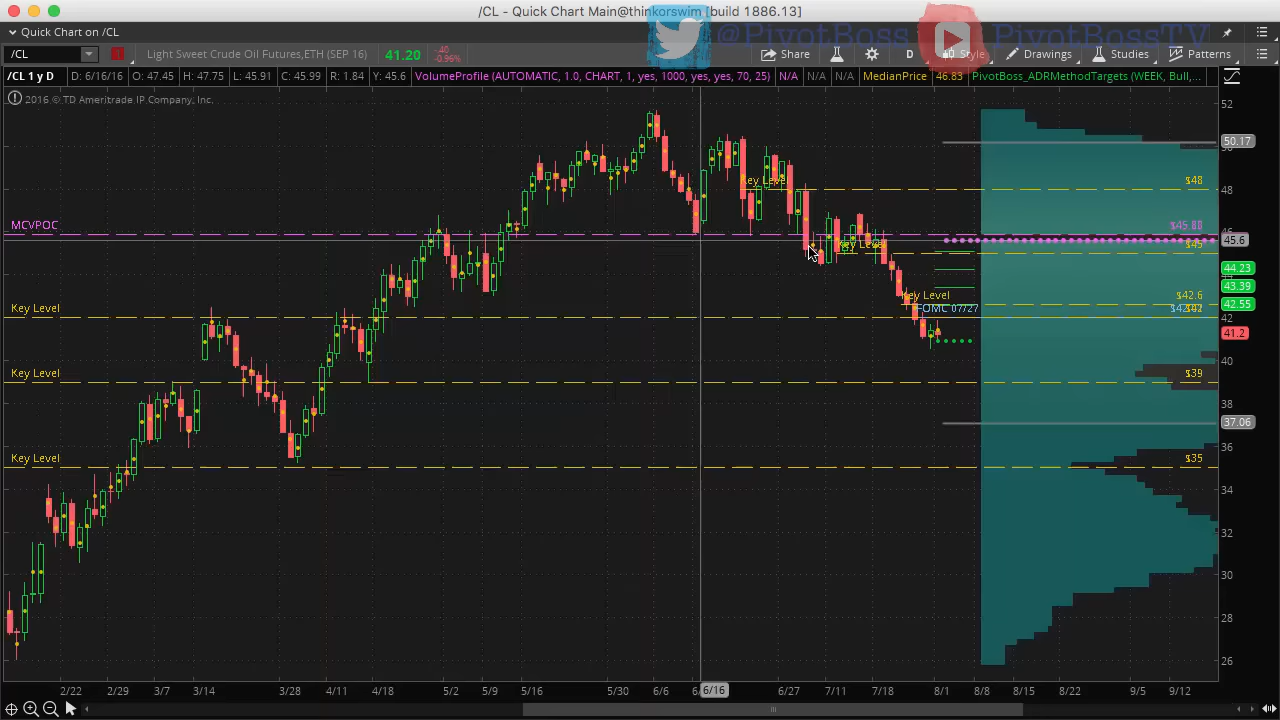 /CL - Quick Chart Main@thinkorswim [build 1886.13]
Quick Chart on /CL
@PivotBoss PivotBossTV
/CL Light Sweet Crude Oil Futures,ETH (SEP 16) 41.20 -.40 -0.96% Share D Style Drawings Studies Patterns
/CL 1 y D D: 6/16/16 O: 47.45 H: 47.75 L: 45.91 C: 45.99 R: 1.84 Y: 45.6 VolumeProfile (AUTOMATIC, 1.0, CHART, 1, yes, 1000, yes, yes, 70, 25) N/A N/A N/A MedianPrice 46.83 PivotBoss_ADRMethodTargets (WEEK, Bull,...
2016 © TD Ameritrade IP Company, Inc.
52
50.17
Key Level $48 48
MCVPOC $45.88
45.6
Key Level $45
44.23
43.39
Key Level $42.6
42.55
Key Level FOMC 07/27 $42
42
41.2
40
Key Level $39
38
37.06
36
Key Level $35
34
32
30
28
26
2/22 2/29 3/7 3/14 3/28 4/11 4/18 5/2 5/9 5/16 5/30 6/6 6/16 6/27 7/11 7/18 8/1 8/8 8/15 8/22 9/5 9/12